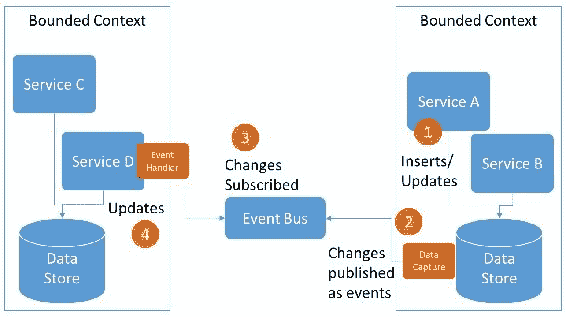 Bounded Context
Service C
Service D
Event
Handler
Updates
4
Data
Store
3
Changes
Subscribed
Event Bus
Bounded Context
Service A
1
Inserts/
Updates
Service B
2
Changes
published
as events
Data
Capture
Data
Store